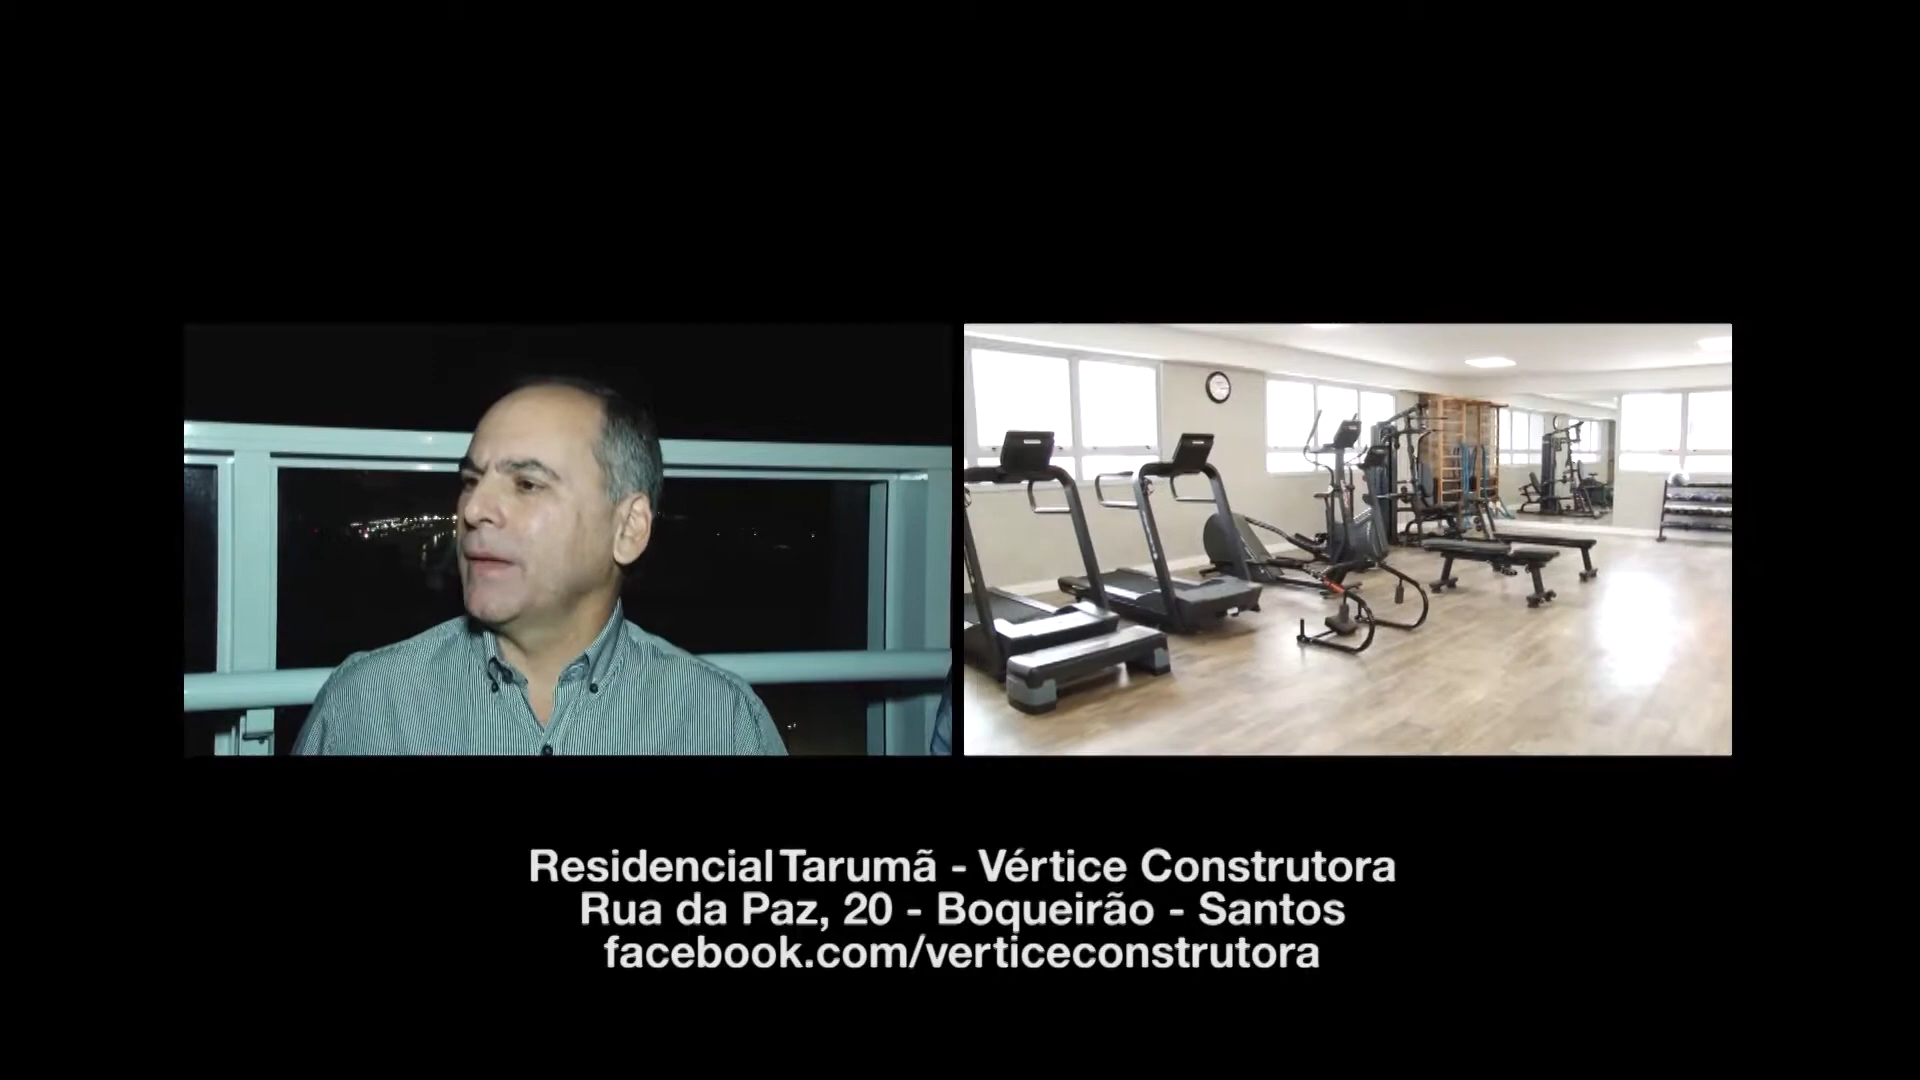 Residencial Tarumã - Vértice Construtora
Rua da Paz, 20 - Boqueirão - Santos
facebook.com/verticeconstrutora